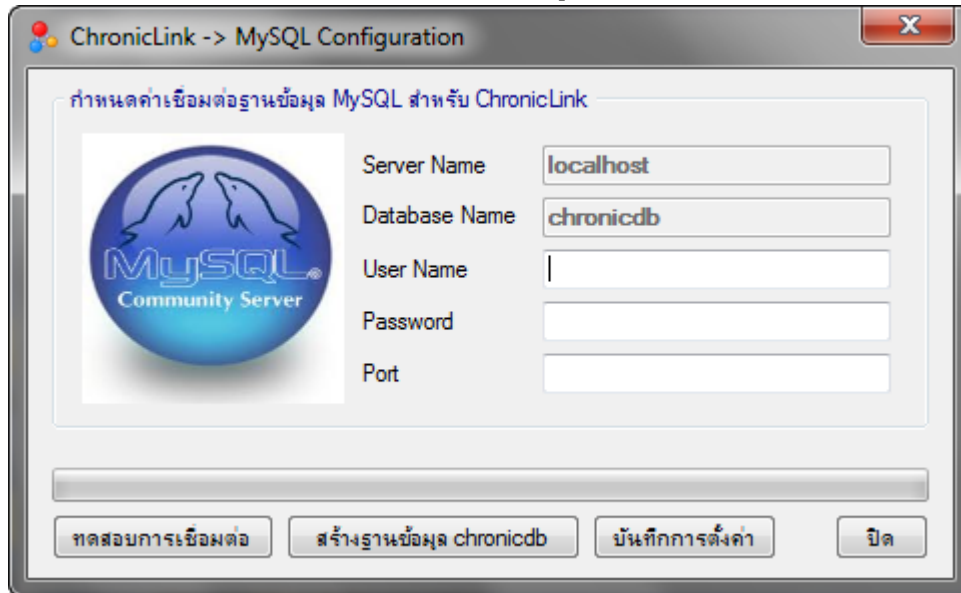 ChronicLink -> MySQL Configuration
กำหนดค่าเชื่อมต่อฐานข้อมูล MySQL สำหรับ ChronicLink
MySQL®
Community Server
Server Name localhost
Database Name chronicdb
User Name
Password
Port
ทดสอบการเชื่อมต่อ สร้างฐานข้อมูล chronicdb บันทึกการตั้งค่า ปิด